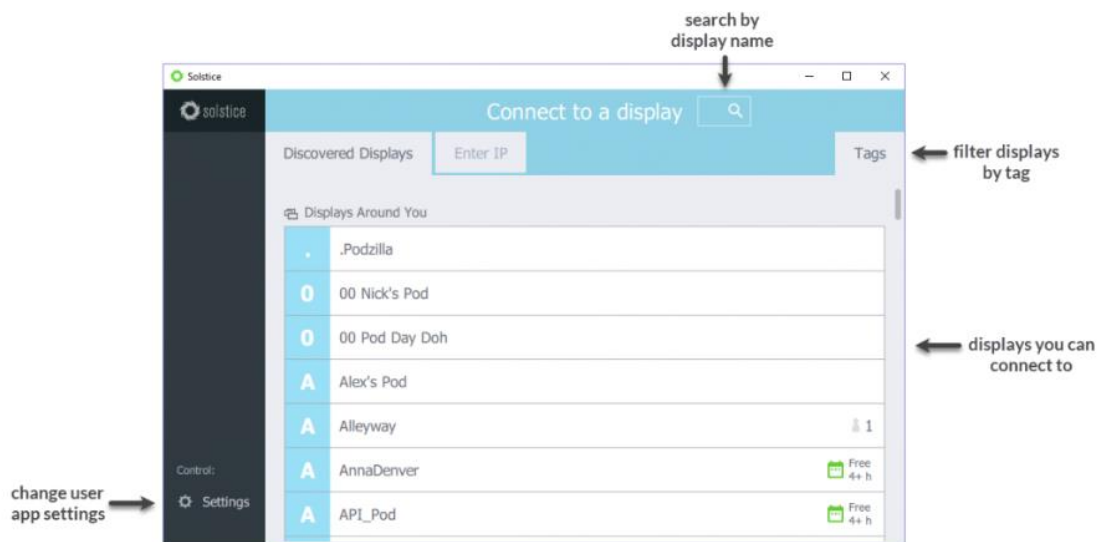 search by
display name
Solstice
solstice
Connect to a display
Discovered Displays
Enter IP
Tags
filter displays
by tag
Displays Around You
. .Podzilla
0 00 Nick's Pod
0 00 Pod Day Doh
displays you can
connect to
A Alex's Pod
A Alleyway 1
Control:
A AnnaDenver Free
4+ h
change user
app settings
Settings
A API_Pod Free
4+ h